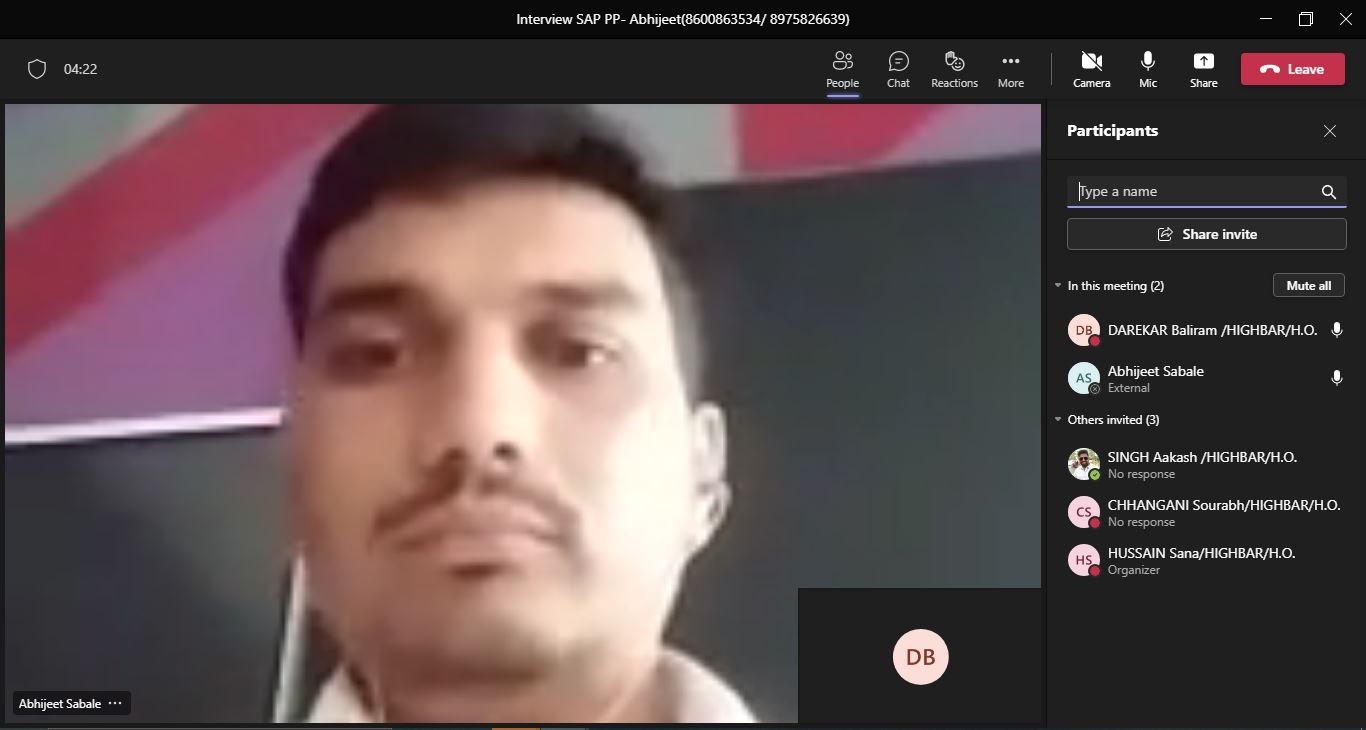 Interview SAP PP- Abhijeet(8600863534/ 8975826639)
04:22
People
Chat
Reactions
More
Camera
Mic
Share
Leave
Participants
Type a name
Share invite
In this meeting (2)
Mute all
DB
DAREKAR Baliram /HIGHBAR/H.O.
AS
Abhijeet Sabale
External
Others invited (3)
SINGH Aakash /HIGHBAR/H.O.
No response
CS
CHHANGANI Sourabh/HIGHBAR/H.O.
No response
HS
HUSSAIN Sana/HIGHBAR/H.O.
Organizer
DB
Abhijeet Sabale ···